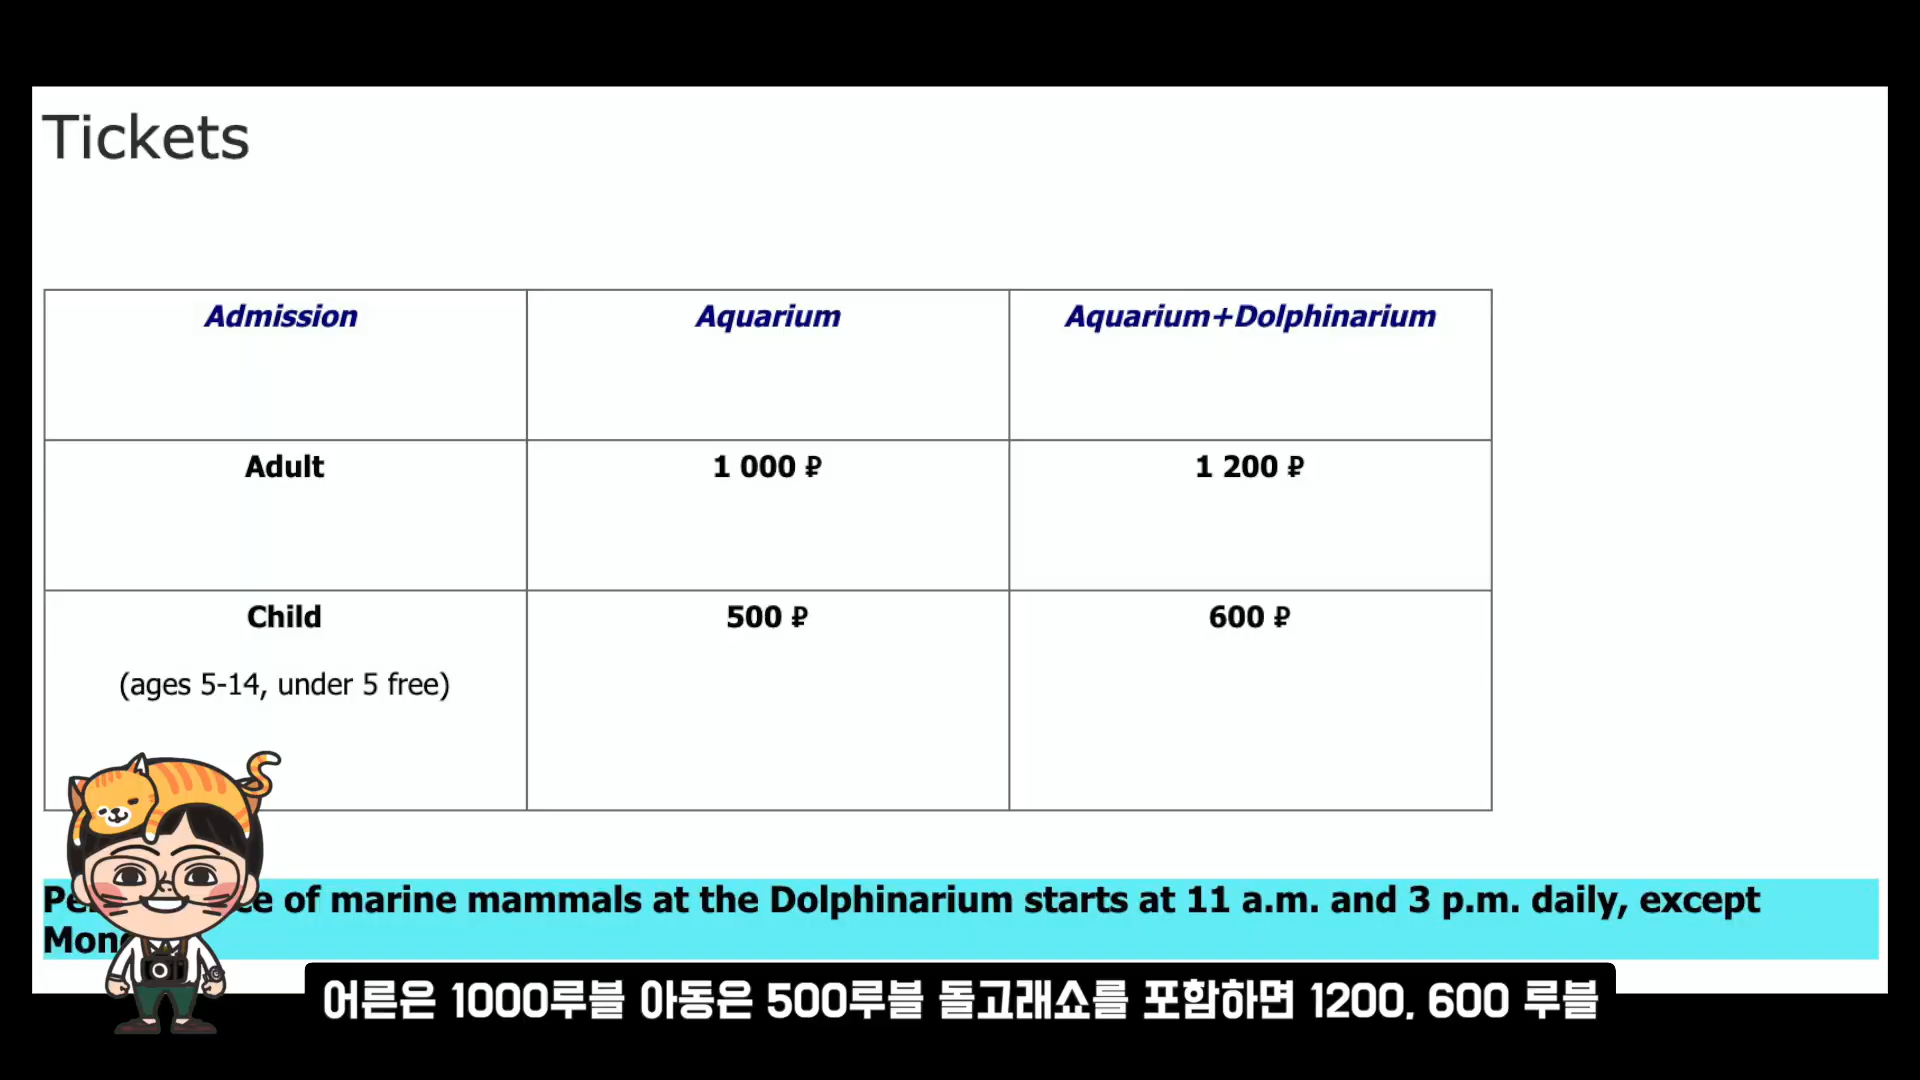 Tickets
Admission Aquarium Aquarium+Dolphinarium
Adult 1 000 ₽ 1 200 ₽
Child 500 ₽ 600 ₽
(ages 5-14, under 5 free)
of marine mammals at the Dolphinarium starts at 11 a.m. and 3 p.m. daily, except
어른은 1000루블 아동은 500루블 돌고래쇼를 포함하면 1200, 600 루블